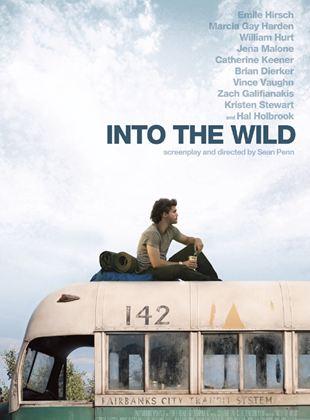 Emile Hirsch
Marcia Gay Harden
William Hurt
Jena Malone
Catherine Keener
Brian Dierker
Vince Vaughn
Zach Galifianakis
Kristen Stewart
and Hal Holbrook
INTO THE WILD
screenplay and directed by Sean Penn
142
FAIRBANKS CITY TRANSIT SYSTEM